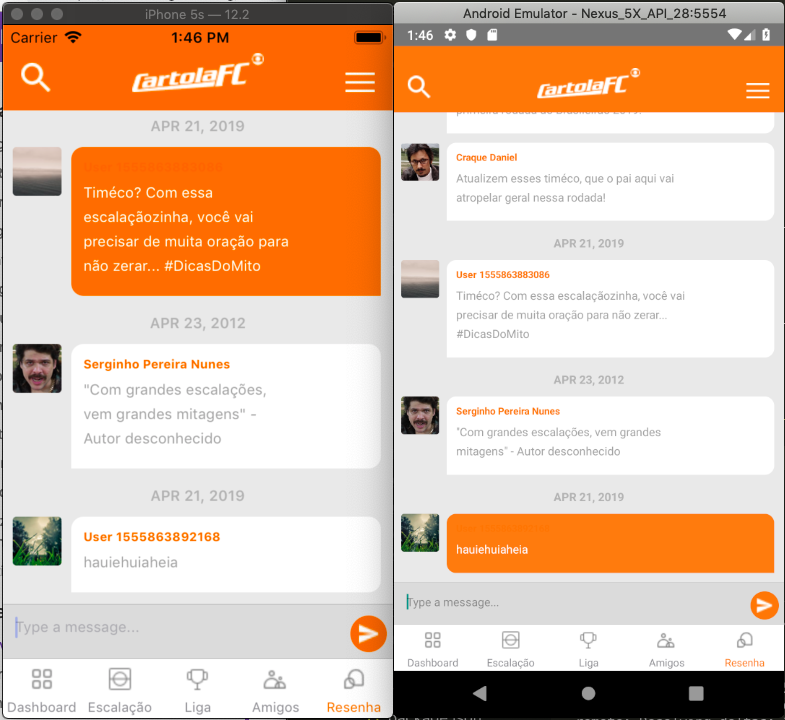 iPhone 5s — 12.2
Carrier
1:46 PM
CartolaFC
APR 21, 2019
User 1555863883086
Timéco? Com essa
escalaçãozinha, você vai
precisar de muita oração para
não zerar... #DicasDoMito
APR 23, 2012
Serginho Pereira Nunes
"Com grandes escalações,
vem grandes mitagens" -
Autor desconhecido
APR 21, 2019
User 1555863892168
hauiehuiaheia
Type a message...
Dashboard
Escalação
Liga
Amigos
Resenha
Android Emulator - Nexus_5X_API_28:5554
1:46
CartolaFC
Craque Daniel
Atualizem esses timéco, que o pai aqui vai
atropelar geral nessa rodada!
APR 21, 2019
User 1555863883086
Timéco? Com essa escalaçãozinha, você vai
precisar de muita oração para não zerar...
#DicasDoMito
APR 23, 2012
Serginho Pereira Nunes
"Com grandes escalações, vem grandes
mitagens" - Autor desconhecido
APR 21, 2019
hauiehuiaheia
Type a message...
Dashboard
Escalação
Liga
Amigos
Resenha